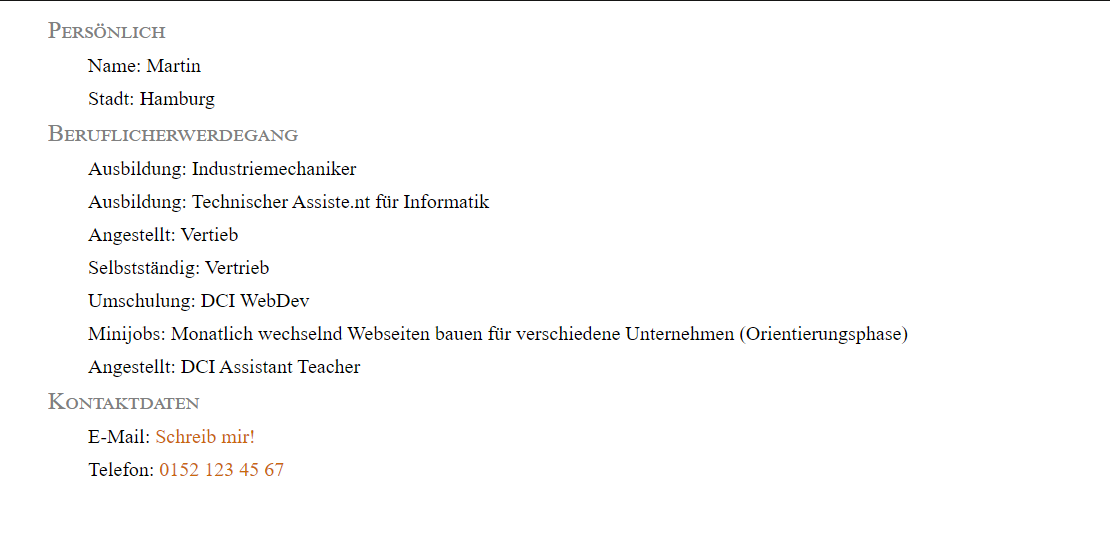 Persönlich
Name: Martin
Stadt: Hamburg
Beruflicherwerdegang
Ausbildung: Industriemechaniker
Ausbildung: Technischer Assiste.nt für Informatik
Angestellt: Vertieb
Selbstständig: Vertrieb
Umschulung: DCI WebDev
Minijobs: Monatlich wechselnd Webseiten bauen für verschiedene Unternehmen (Orientierungsphase)
Angestellt: DCI Assistant Teacher
Kontaktdaten
E-Mail: Schreib mir!
Telefon: 0152 123 45 67